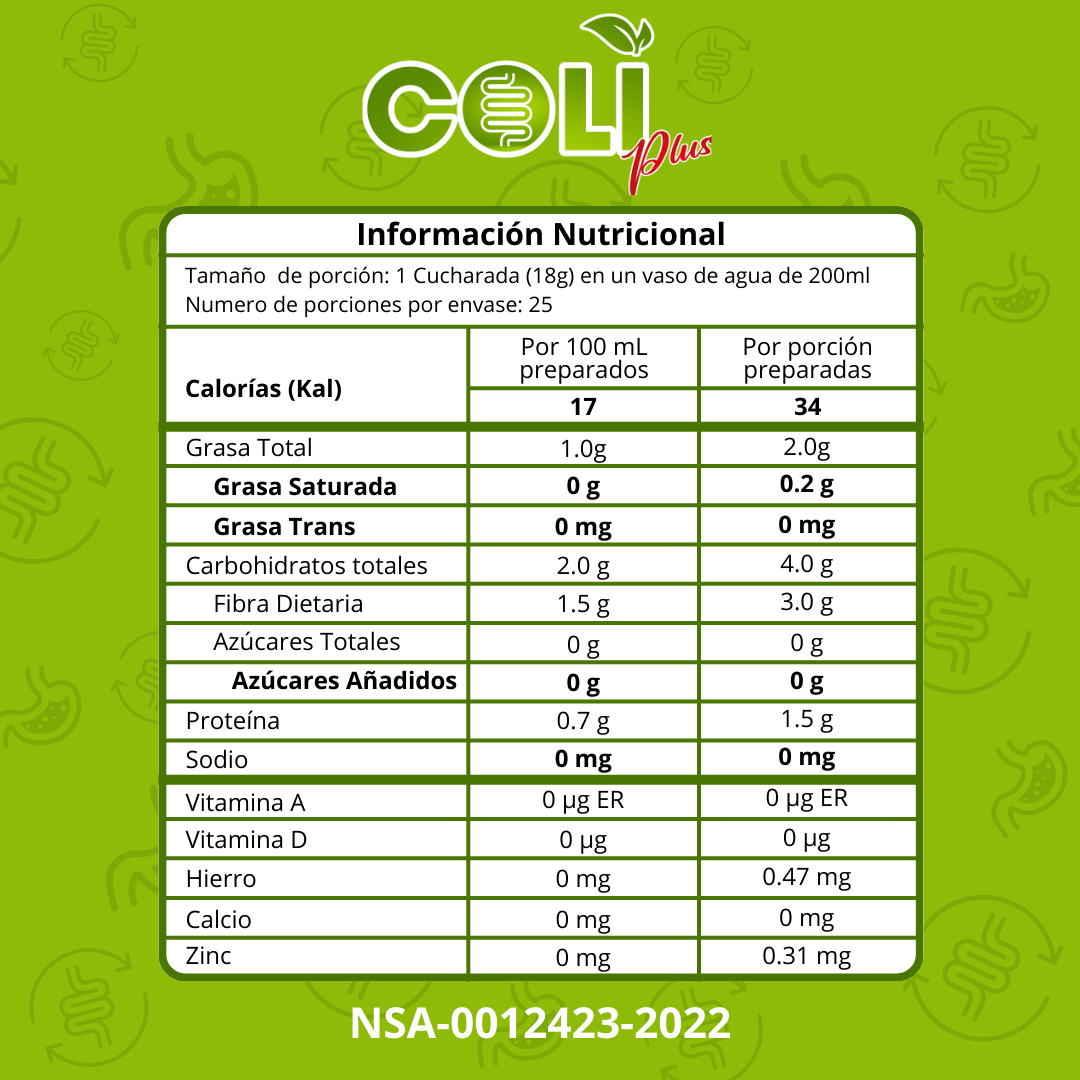 COLI
Plus
Información Nutricional
Tamaño de porción: 1 Cucharada (18g) en un vaso de agua de 200ml
Numero de porciones por envase: 25
Calorías (Kal)
Por 100 mL
preparados
Por porción
preparadas
17 34
Grasa Total 1.0g 2.0g
Grasa Saturada 0 g 0.2 g
Grasa Trans 0 mg 0 mg
Carbohidratos totales 2.0 g 4.0 g
Fibra Dietaria 1.5 g 3.0 g
Azúcares Totales 0 g 0 g
Azúcares Añadidos 0 g 0 g
Proteína 0.7 g 1.5 g
Sodio 0 mg 0 mg
Vitamina A 0 µg ER 0 µg ER
Vitamina D 0 µg 0 µg
Hierro 0 mg 0.47 mg
Calcio 0 mg 0 mg
Zinc 0 mg 0.31 mg
NSA-0012423-2022